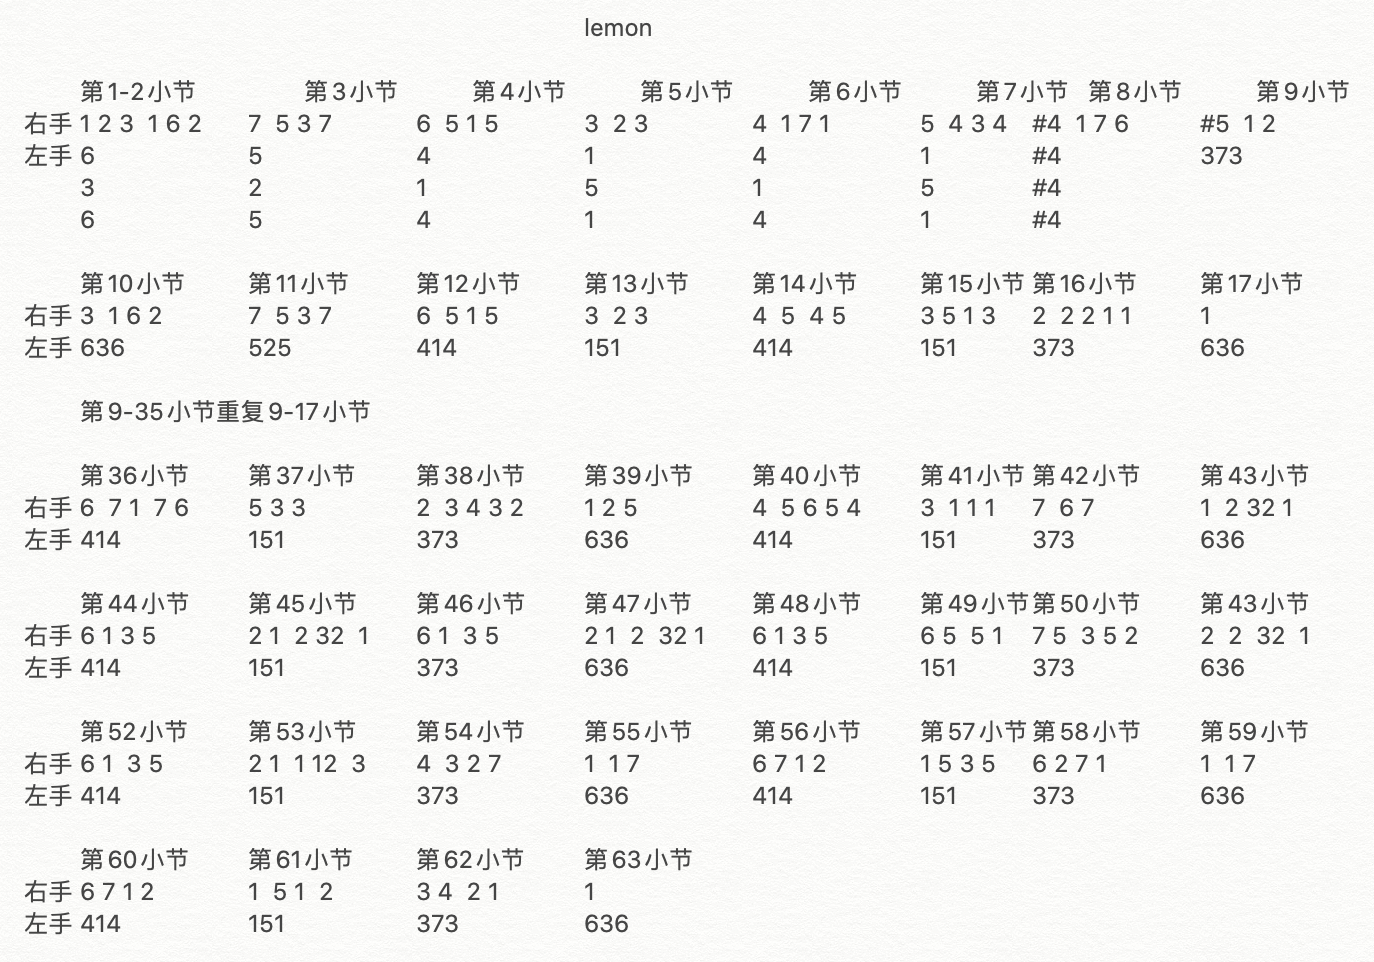 lemon
第1-2小节 第3小节 第4小节 第5小节 第6小节 第7小节 第8小节 第9小节
右手 1 2 3 1 6 2 7 5 3 7 6 5 1 5 3 2 3 4 1 7 1 5 4 3 4 #4 1 7 6 #5 1 2
左手 6 5 4 1 4 1 #4 373
3 2 1 5 1 5 #4
6 5 4 1 4 1 #4
第10小节 第11小节 第12小节 第13小节 第14小节 第15小节 第16小节 第17小节
右手 3 1 6 2 7 5 3 7 6 5 1 5 3 2 3 4 5 4 5 3 5 1 3 2 2 2 1 1 1
左手 636 525 414 151 414 151 373 636
第9-35小节重复9-17小节
第36小节 第37小节 第38小节 第39小节 第40小节 第41小节 第42小节 第43小节
右手 6 7 1 7 6 5 3 3 2 3 4 3 2 1 2 5 4 5 6 5 4 3 1 1 1 7 6 7 1 2 32 1
左手 414 151 373 636 414 151 373 636
第44小节 第45小节 第46小节 第47小节 第48小节 第49小节 第50小节 第43小节
右手 6 1 3 5 2 1 2 32 1 6 1 3 5 2 1 2 32 1 6 1 3 5 6 5 5 1 7 5 3 5 2 2 2 32 1
左手 414 151 373 636 414 151 373 636
第52小节 第53小节 第54小节 第55小节 第56小节 第57小节 第58小节 第59小节
右手 6 1 3 5 2 1 1 12 3 4 3 2 7 1 1 7 6 7 1 2 1 5 3 5 6 2 7 1 1 1 7
左手 414 151 373 636 414 151 373 636
第60小节 第61小节 第62小节 第63小节
右手 6 7 1 2 1 5 1 2 3 4 2 1 1
左手 414 151 373 636